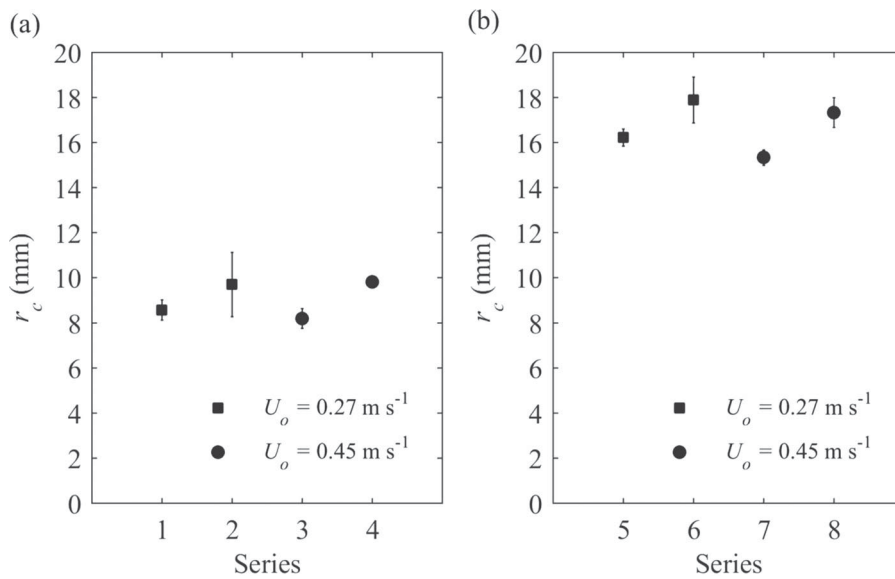 (a)
20
18
16
14
12
10
8
6
4
2
0
r_c (mm)
U_o = 0.27 m s^-1
U_o = 0.45 m s^-1
1 2 3 4
Series
(b)
20
18
16
14
12
10
8
6
4
2
0
r_c (mm)
U_o = 0.27 m s^-1
U_o = 0.45 m s^-1
5 6 7 8
Series